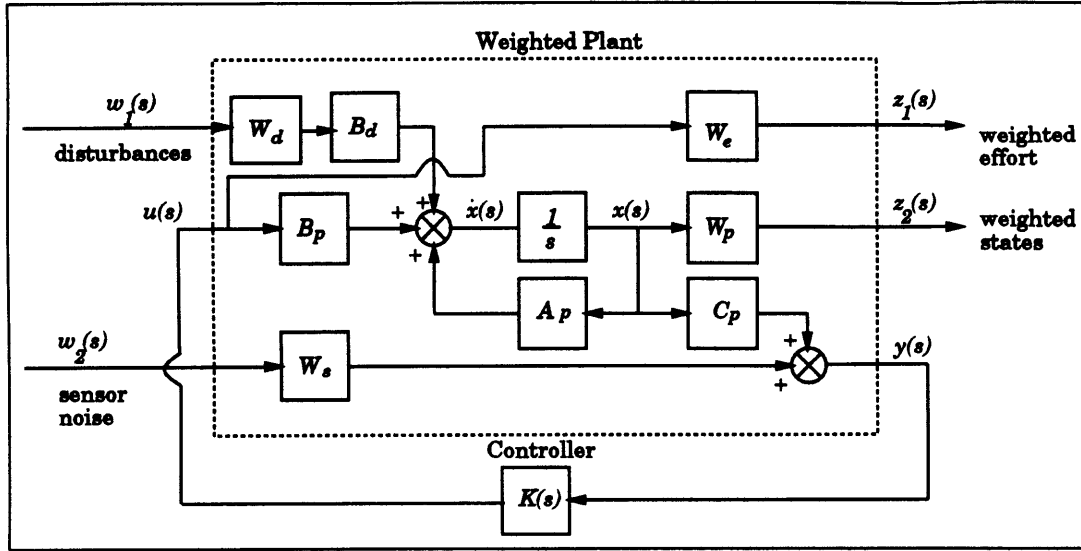 Weighted Plant
w1(s)
disturbances
Wd
Bd
We
z1(s)
weighted
effort
u(s)
Bp
+
+
+
ẋ(s)
1
s
x(s)
Wp
z2(s)
weighted
states
Ap
Cp
w2(s)
sensor
noise
Ws
+
+
y(s)
Controller
K(s)